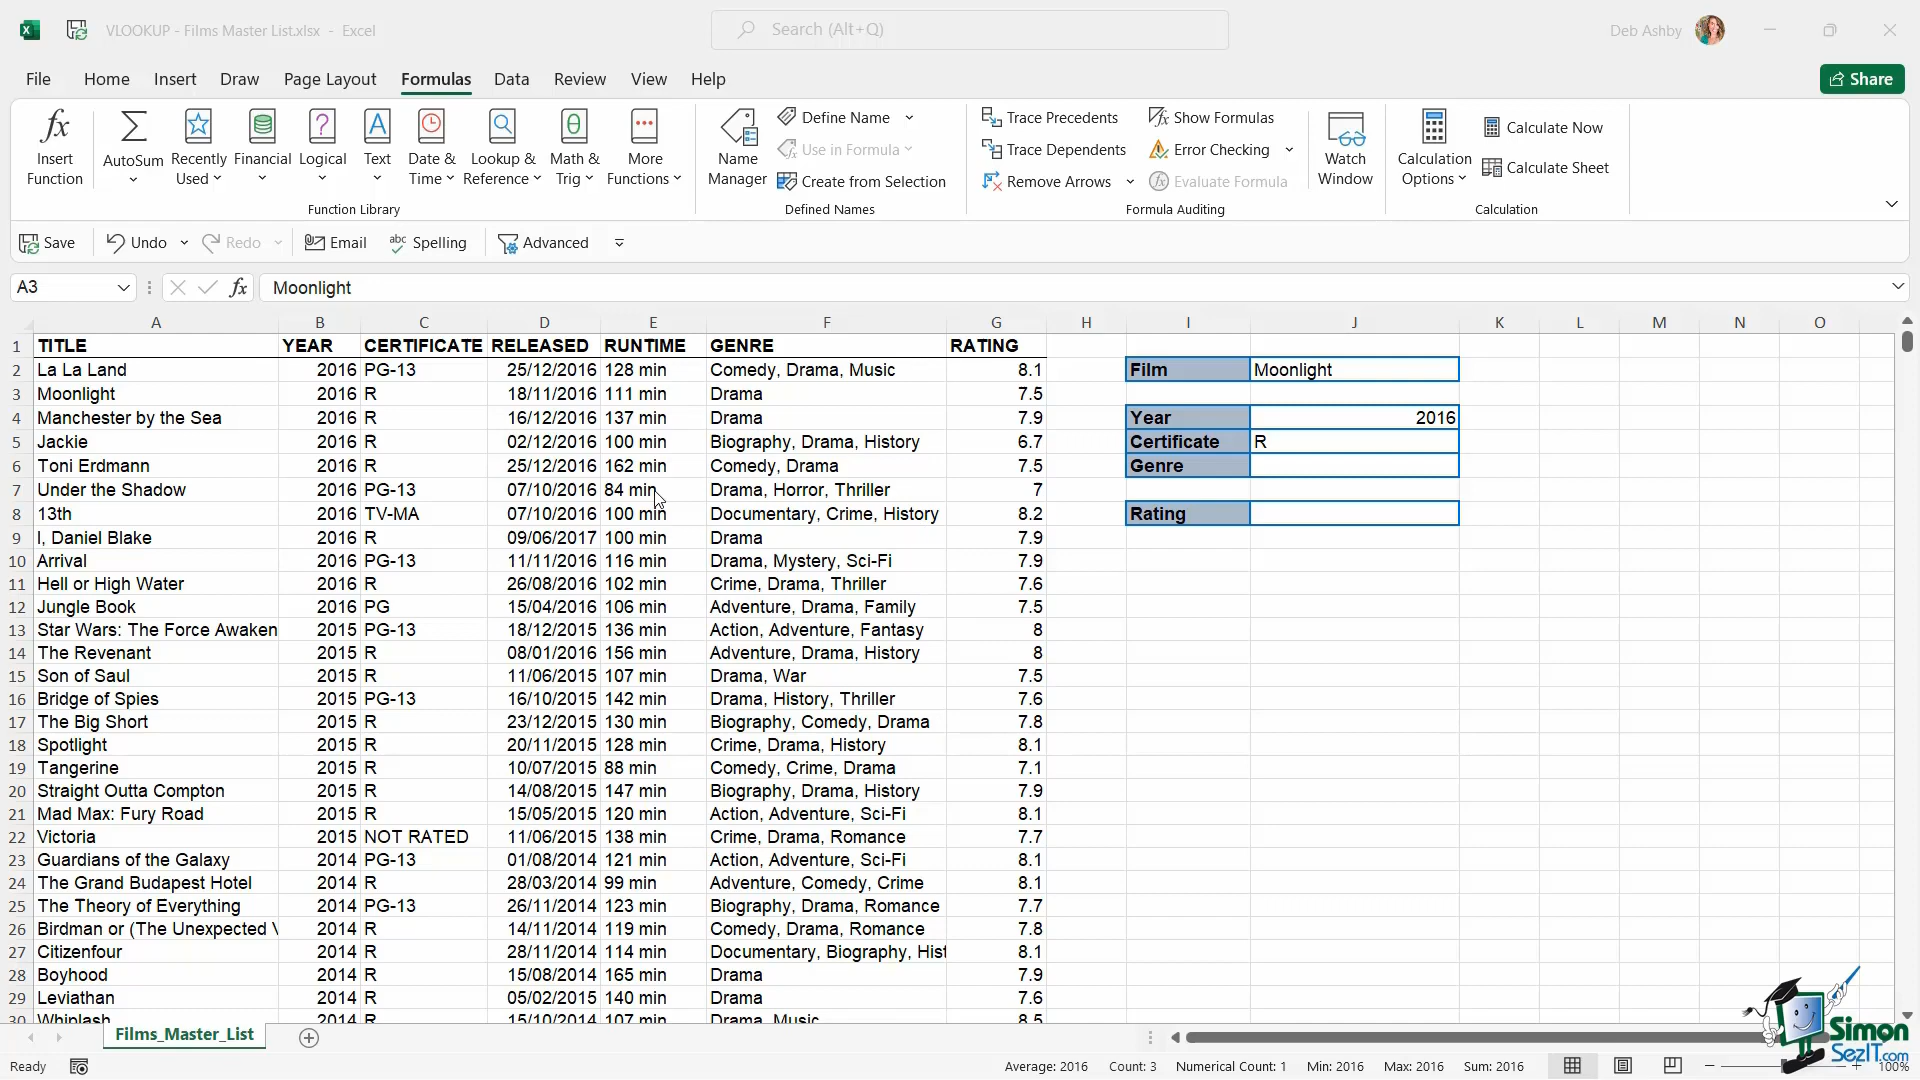 VLOOKUP - Films Master List.xlsx - Excel
Search (Alt+Q)
Deb Ashby
File Home Insert Draw Page Layout Formulas Data Review View Help
Share
Insert Function
AutoSum
Recently Used
Financial
Logical
Text
Date & Time
Lookup & Reference
Math & Trig
More Functions
Function Library
Name Manager
Define Name
Use in Formula
Create from Selection
Defined Names
Trace Precedents
Trace Dependents
Remove Arrows
Show Formulas
Error Checking
Evaluate Formula
Formula Auditing
Watch Window
Calculation Options
Calculate Now
Calculate Sheet
Calculation
Save Undo Redo Email Spelling Advanced
A3 fx Moonlight
A B C D E F G H I J K L M N O
1 TITLE YEAR CERTIFICATE RELEASED RUNTIME GENRE RATING
2 La La Land 2016 PG-13 25/12/2016 128 min Comedy, Drama, Music 8.1 Film Moonlight
3 Moonlight 2016 R 18/11/2016 111 min Drama 7.5
4 Manchester by the Sea 2016 R 16/12/2016 137 min Drama 7.9 Year 2016
5 Jackie 2016 R 02/12/2016 100 min Biography, Drama, History 6.7 Certificate R
6 Toni Erdmann 2016 R 25/12/2016 162 min Comedy, Drama 7.5 Genre
7 Under the Shadow 2016 PG-13 07/10/2016 84 min Drama, Horror, Thriller 7
8 13th 2016 TV-MA 07/10/2016 100 min Documentary, Crime, History 8.2 Rating
9 I, Daniel Blake 2016 R 09/06/2017 100 min Drama 7.9
10 Arrival 2016 PG-13 11/11/2016 116 min Drama, Mystery, Sci-Fi 7.9
11 Hell or High Water 2016 R 26/08/2016 102 min Crime, Drama, Thriller 7.6
12 Jungle Book 2016 PG 15/04/2016 106 min Adventure, Drama, Family 7.5
13 Star Wars: The Force Awaken 2015 PG-13 18/12/2015 136 min Action, Adventure, Fantasy 8
14 The Revenant 2015 R 08/01/2016 156 min Adventure, Drama, History 8
15 Son of Saul 2015 R 11/06/2015 107 min Drama, War 7.5
16 Bridge of Spies 2015 PG-13 16/10/2015 142 min Drama, History, Thriller 7.6
17 The Big Short 2015 R 23/12/2015 130 min Biography, Comedy, Drama 7.8
18 Spotlight 2015 R 20/11/2015 128 min Crime, Drama, History 8.1
19 Tangerine 2015 R 10/07/2015 88 min Comedy, Crime, Drama 7.1
20 Straight Outta Compton 2015 R 14/08/2015 147 min Biography, Drama, History 7.9
21 Mad Max: Fury Road 2015 R 15/05/2015 120 min Action, Adventure, Sci-Fi 8.1
22 Victoria 2015 NOT RATED 11/06/2015 138 min Crime, Drama, Romance 7.7
23 Guardians of the Galaxy 2014 PG-13 01/08/2014 121 min Action, Adventure, Sci-Fi 8.1
24 The Grand Budapest Hotel 2014 R 28/03/2014 99 min Adventure, Comedy, Crime 8.1
25 The Theory of Everything 2014 PG-13 26/11/2014 123 min Biography, Drama, Romance 7.7
26 Birdman or (The Unexpected V 2014 R 14/11/2014 119 min Comedy, Drama, Romance 7.8
27 Citizenfour 2014 R 28/11/2014 114 min Documentary, Biography, Hist 8.1
28 Boyhood 2014 R 15/08/2014 165 min Drama 7.9
29 Leviathan 2014 R 05/02/2015 140 min Drama 7.6
30 Whiplash 2014 R 15/10/2014 107 min Drama, Music 8.5
Films_Master_List
Simon
SezIT.com
Ready Average: 2016 Count: 3 Numerical Count: 1 Min: 2016 Max: 2016 Sum: 2016 100%